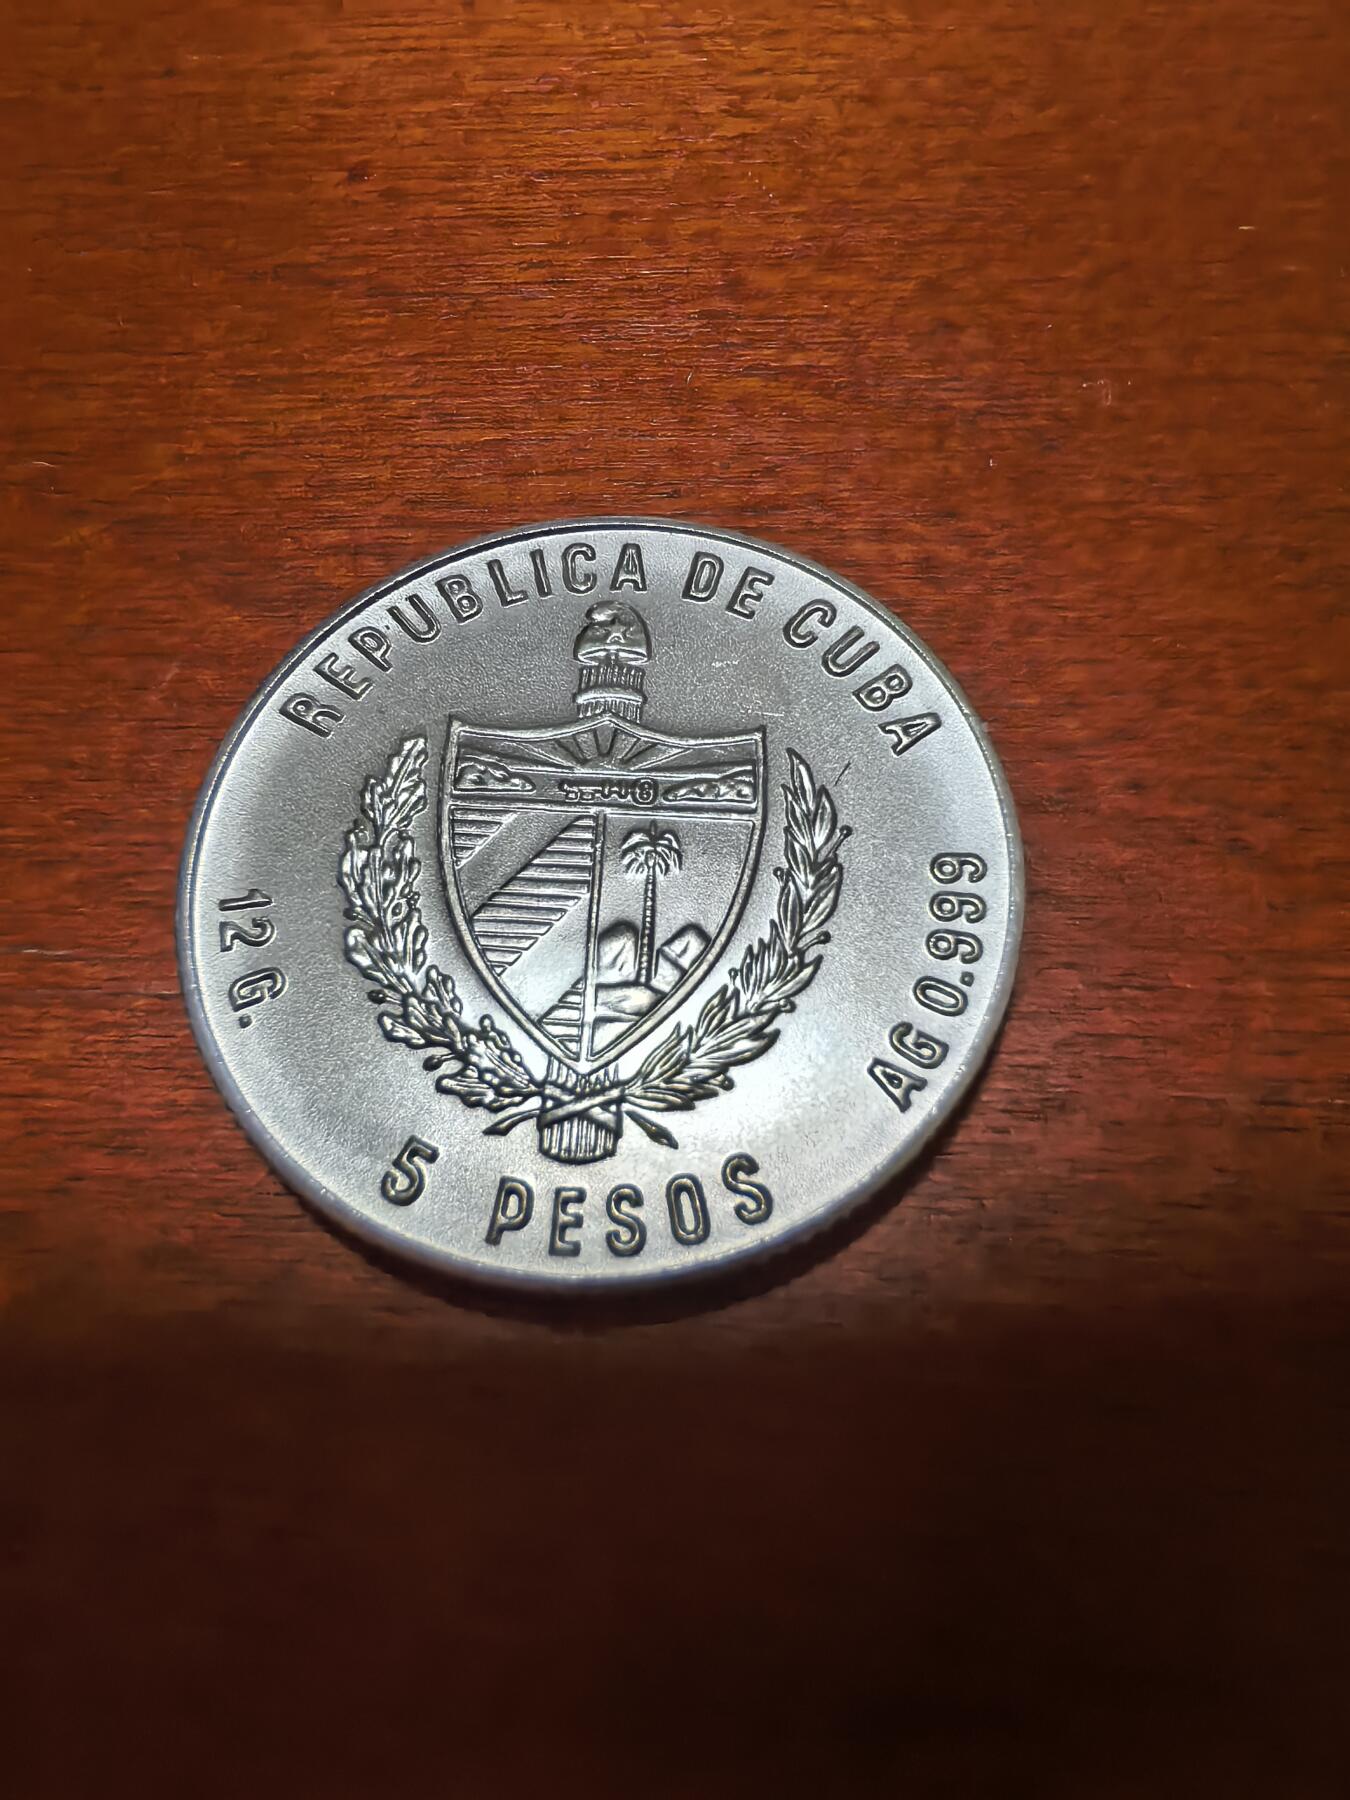 REPUBLICA DE CUBA
12 G.
AG 0.999
5 PESOS